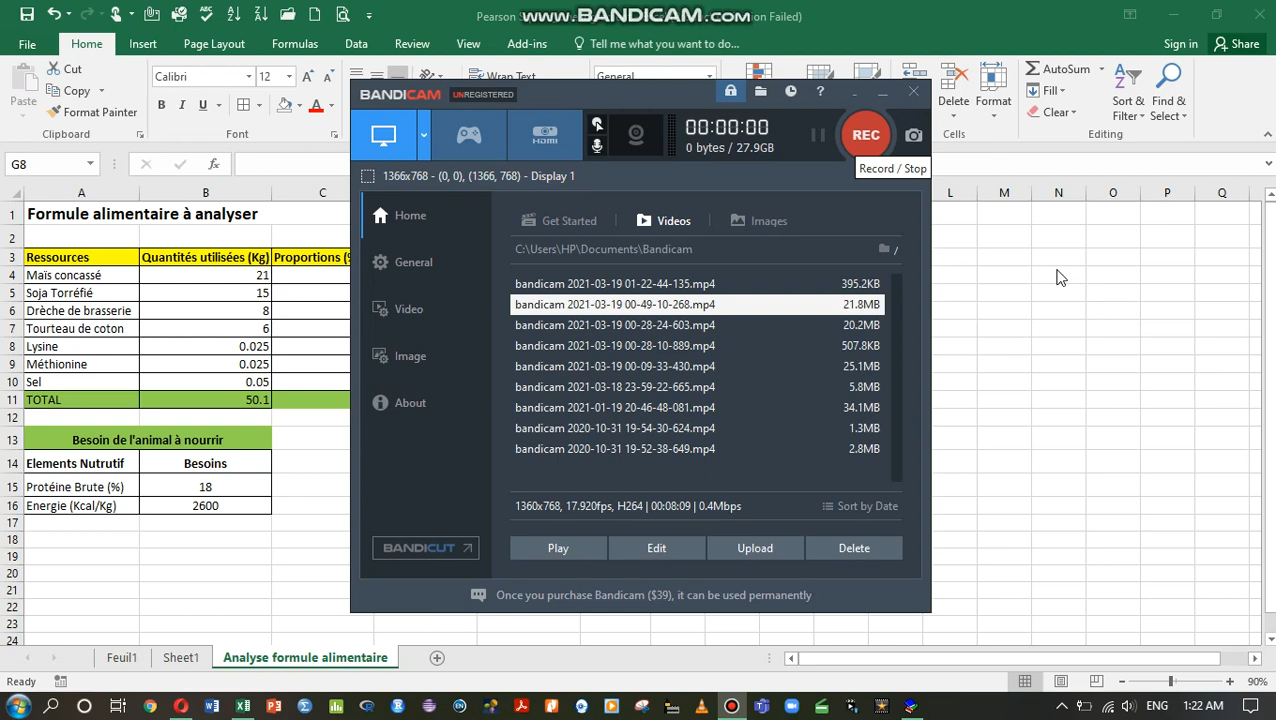 www.BANDICAM.com
Pearson
on Failed)
File Home Insert Page Layout Formulas Data Review View Add-ins Tell me what you want to do... Sign in Share
Paste
Cut
Copy
Format Painter
Clipboard
Calibri 12
B I U
Font
Wrap Text
General
Delete
Format
Cells
AutoSum
Fill
Clear
Sort & Filter
Find & Select
Editing
G8
A B C L M N O P Q
1 Formule alimentaire à analyser
2
3 Ressources Quantités utilisées (Kg) Proportions (%
4 Maïs concassé 21
5 Soja Torréfié 15
6 Drèche de brasserie 8
7 Tourteau de coton 6
8 Lysine 0.025
9 Méthionine 0.025
10 Sel 0.05
11 TOTAL 50.1
12
13 Besoin de l'animal à nourrir
14 Elements Nutrutif Besoins
15 Protéine Brute (%) 18
16 Energie (Kcal/Kg) 2600
17
18
19
20
21
22
23
24
BANDICAM UNREGISTERED
HDMI
00:00:00
0 bytes / 27.9GB
REC
Record / Stop
1366x768 - (0, 0), (1366, 768) - Display 1
Home
General
Video
Image
About
BANDICUT
Get Started Videos Images
C:\Users\HP\Documents\Bandicam
/
bandicam 2021-03-19 01-22-44-135.mp4 395.2KB
bandicam 2021-03-19 00-49-10-268.mp4 21.8MB
bandicam 2021-03-19 00-28-24-603.mp4 20.2MB
bandicam 2021-03-19 00-28-10-889.mp4 507.8KB
bandicam 2021-03-19 00-09-33-430.mp4 25.1MB
bandicam 2021-03-18 23-59-22-665.mp4 5.8MB
bandicam 2021-01-19 20-46-48-081.mp4 34.1MB
bandicam 2020-10-31 19-54-30-624.mp4 1.3MB
bandicam 2020-10-31 19-52-38-649.mp4 2.8MB
1360x768, 17.920fps, H264 | 00:08:09 | 0.4Mbps Sort by Date
Play Edit Upload Delete
Once you purchase Bandicam ($39), it can be used permanently
Feuil1 Sheet1 Analyse formule alimentaire
Ready 90%
1:22 AM